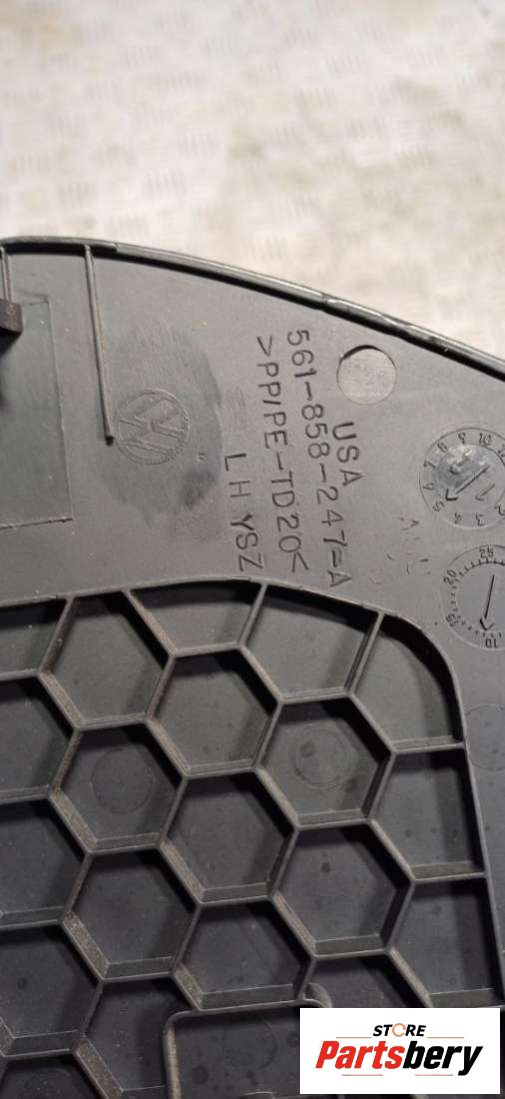 USA
561-858-247-A
>PP/PE-TD20<
LH YSZ
STORE
Partsbery